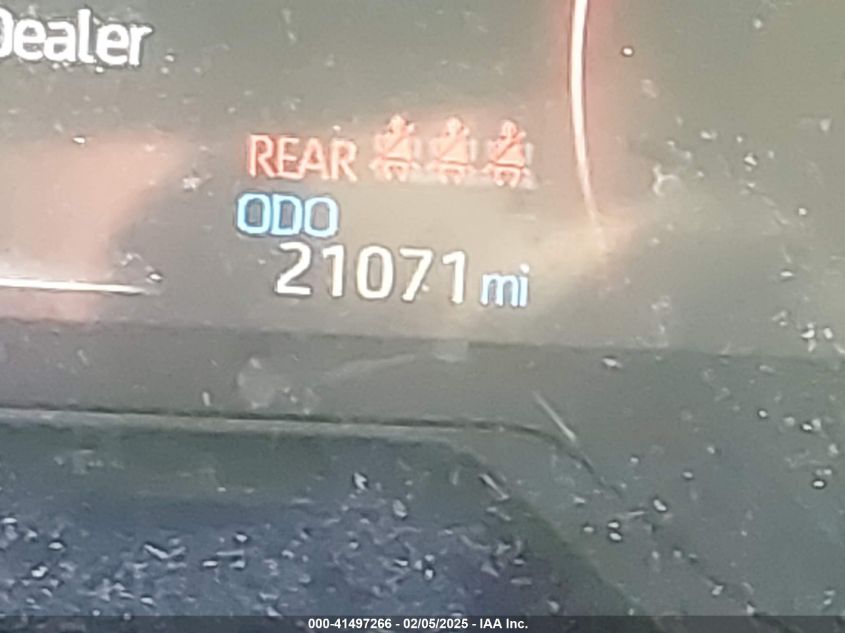 Dealer
REAR
ODO
21071 mi
000-41497266 - 02/05/2025 - IAA Inc.